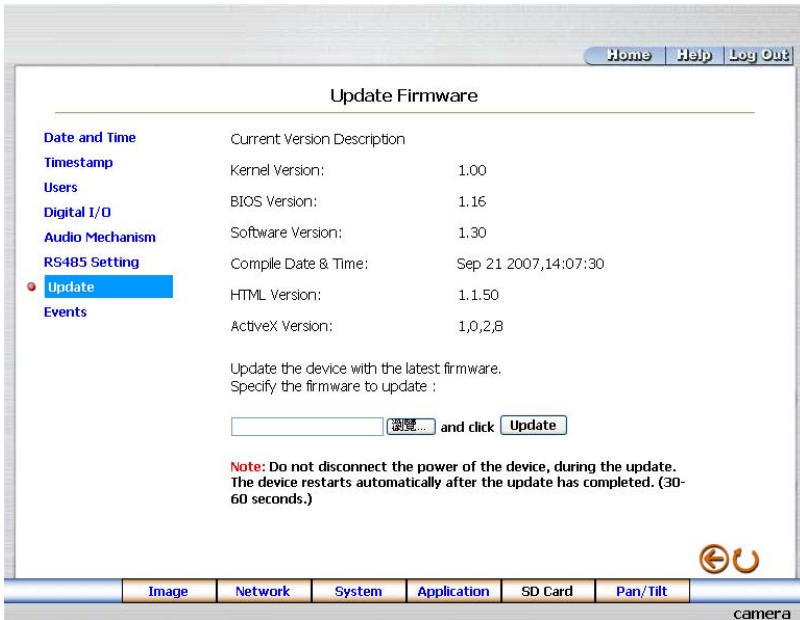 Home Help Log Out
Update Firmware
Date and Time
Timestamp
Users
Digital I/O
Audio Mechanism
RS485 Setting
Update
Events
Current Version Description
Kernel Version: 1.00
BIOS Version: 1.16
Software Version: 1.30
Compile Date & Time: Sep 21 2007,14:07:30
HTML Version: 1.1.50
ActiveX Version: 1,0,2,8
Update the device with the latest firmware.
Specify the firmware to update :
瀏覽... and click Update
Note: Do not disconnect the power of the device, during the update.
The device restarts automatically after the update has completed. (30-
60 seconds.)
Image Network System Application SD Card Pan/Tilt
camera